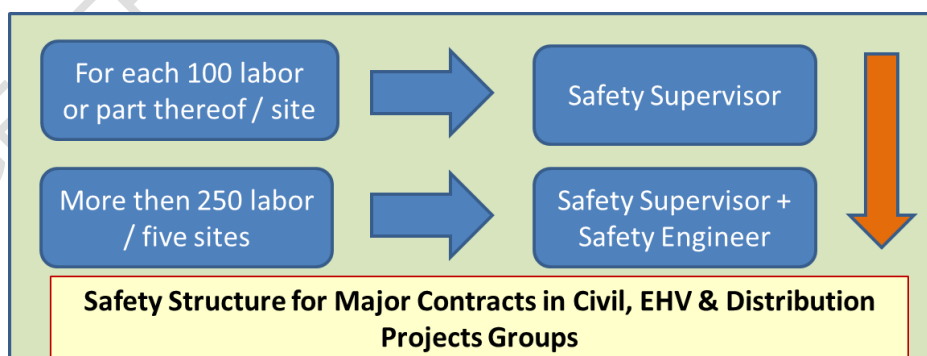 For each 100 labor
or part thereof / site
Safety Supervisor
More then 250 labor
/ five sites
Safety Supervisor +
Safety Engineer
Safety Structure for Major Contracts in Civil, EHV & Distribution
Projects Groups